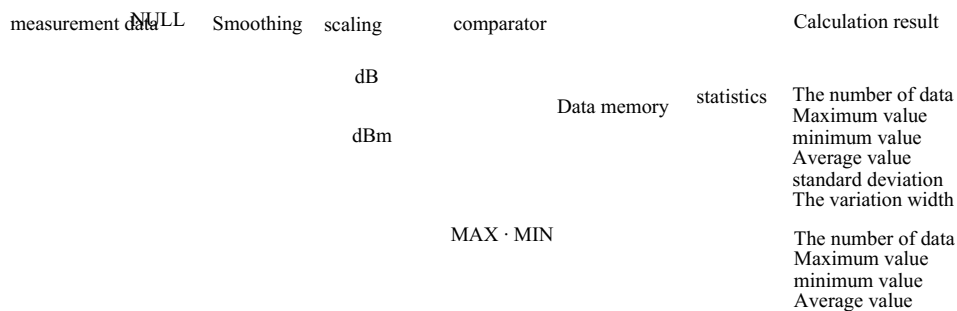 measurement data NULL Smoothing scaling comparator Calculation result
dB
Data memory statistics The number of data
Maximum value
dBm minimum value
Average value
standard deviation
The variation width
MAX · MIN The number of data
Maximum value
minimum value
Average value